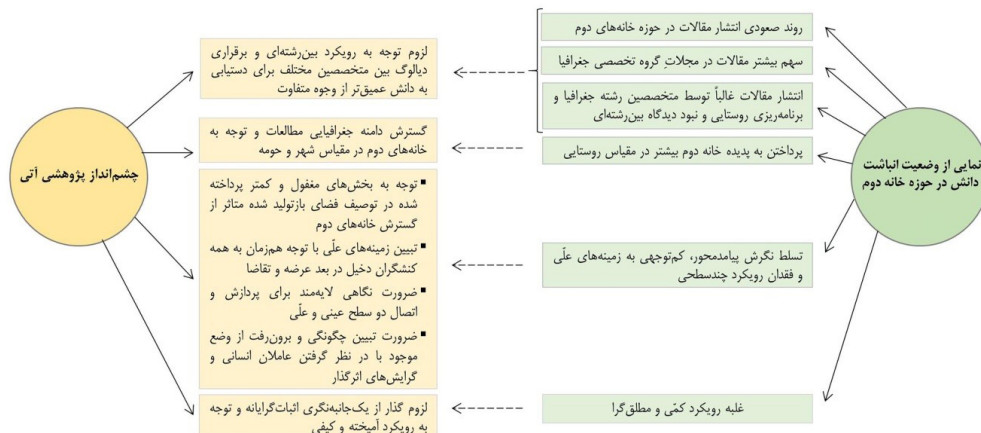 نمایی از وضعیت انباشت
دانش در حوزه خانه دوم
روند صعودی انتشار مقالات در حوزه خانه‌های دوم
سهم بیشتر مقالات در مجلاتِ گروه تخصصی جغرافیا
انتشار مقالات غالباً توسط متخصصین رشته جغرافیا و
برنامه‌ریزی روستایی و نبود دیدگاه بین‌رشته‌ای
پرداختن به پدیده خانه دوم بیشتر در مقیاس روستایی
تسلط نگرش پیامدمحور، کم‌توجهی به زمینه‌های علّی
و فقدان رویکرد چندسطحی
غلبه رویکرد کمّی و مطلق‌گرا
لزوم توجه به رویکرد بین‌رشته‌ای و برقراری
دیالوگ بین متخصصین مختلف برای دستیابی
به دانش عمیق‌تر از وجوه متفاوت
گسترش دامنه جغرافیایی مطالعات و توجه به
خانه‌های دوم در مقیاس شهر و حومه
▪ توجه به بخش‌های مغفول و کمتر پرداخته
شده در توصیف فضای بازتولید شده متاثر از
گسترش خانه‌های دوم
▪ تبیین زمینه‌های علّی با توجه هم‌زمان به همه
کنشگران دخیل در بعد عرضه و تقاضا
▪ ضرورت نگاهی لایه‌مند برای پردازش و
اتصال دو سطح عینی و علّی
▪ ضرورت تبیین چگونگی و برون‌رفت از وضع
موجود با در نظر گرفتن عاملان انسانی و
گرایش‌های اثرگذار
لزوم گذار از یک‌جانبه‌نگری اثبات‌گرایانه و توجه
به رویکرد آمیخته و کیفی
چشم‌انداز پژوهشی آتی